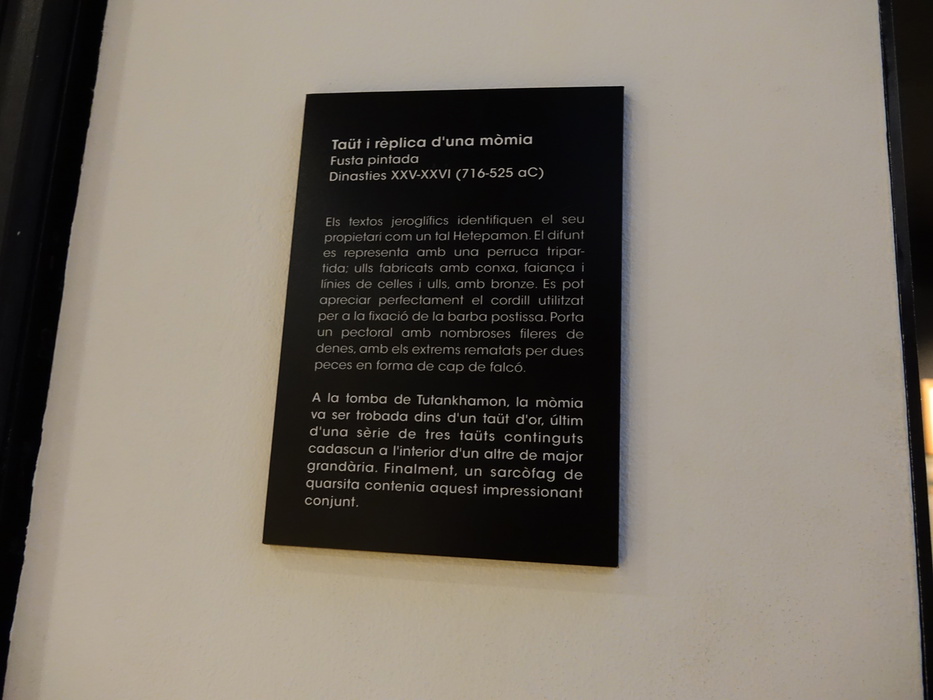 Taüt i rèplica d'una mòmia
Fusta pintada
Dinasties XXV-XXVI (716-525 aC)
Els textos jeroglífics identifiquen el seu
propietari com un tal Hetepamon. El difunt
es representa amb una perruca tripar-
tida; ulls fabricats amb conxa, faiança i
línies de celles i ulls, amb bronze. Es pot
apreciar perfectament el cordill utilitzat
per a la fixació de la barba postissa. Porta
un pectoral amb nombroses fileres de
denes, amb els extrems rematats per dues
peces en forma de cap de falcó.
A la tomba de Tutankhamon, la mòmia
va ser trobada dins d'un taüt d'or, últim
d'una sèrie de tres taüts continguts
cadascun a l'interior d'un altre de major
grandària. Finalment, un sarcòfag de
quarsita contenia aquest impressionant
conjunt.